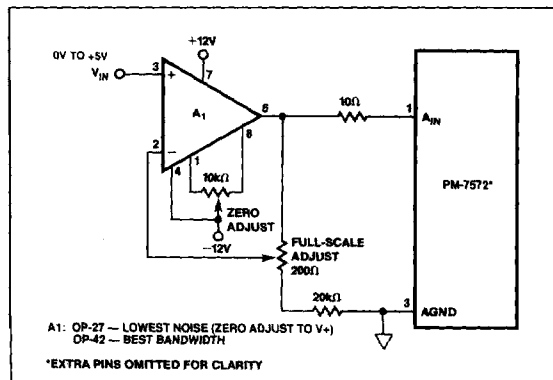 +12V
0V TO +5V
V_IN
3
+
7
A1
6
8
2
−
4
1
10kΩ
ZERO
ADJUST
−12V
10Ω
1
A_IN
PM-7572*
FULL-SCALE
ADJUST
200Ω
20kΩ
3
AGND
A1: OP-27 — LOWEST NOISE (ZERO ADJUST TO V+)
OP-42 — BEST BANDWIDTH
*EXTRA PINS OMITTED FOR CLARITY